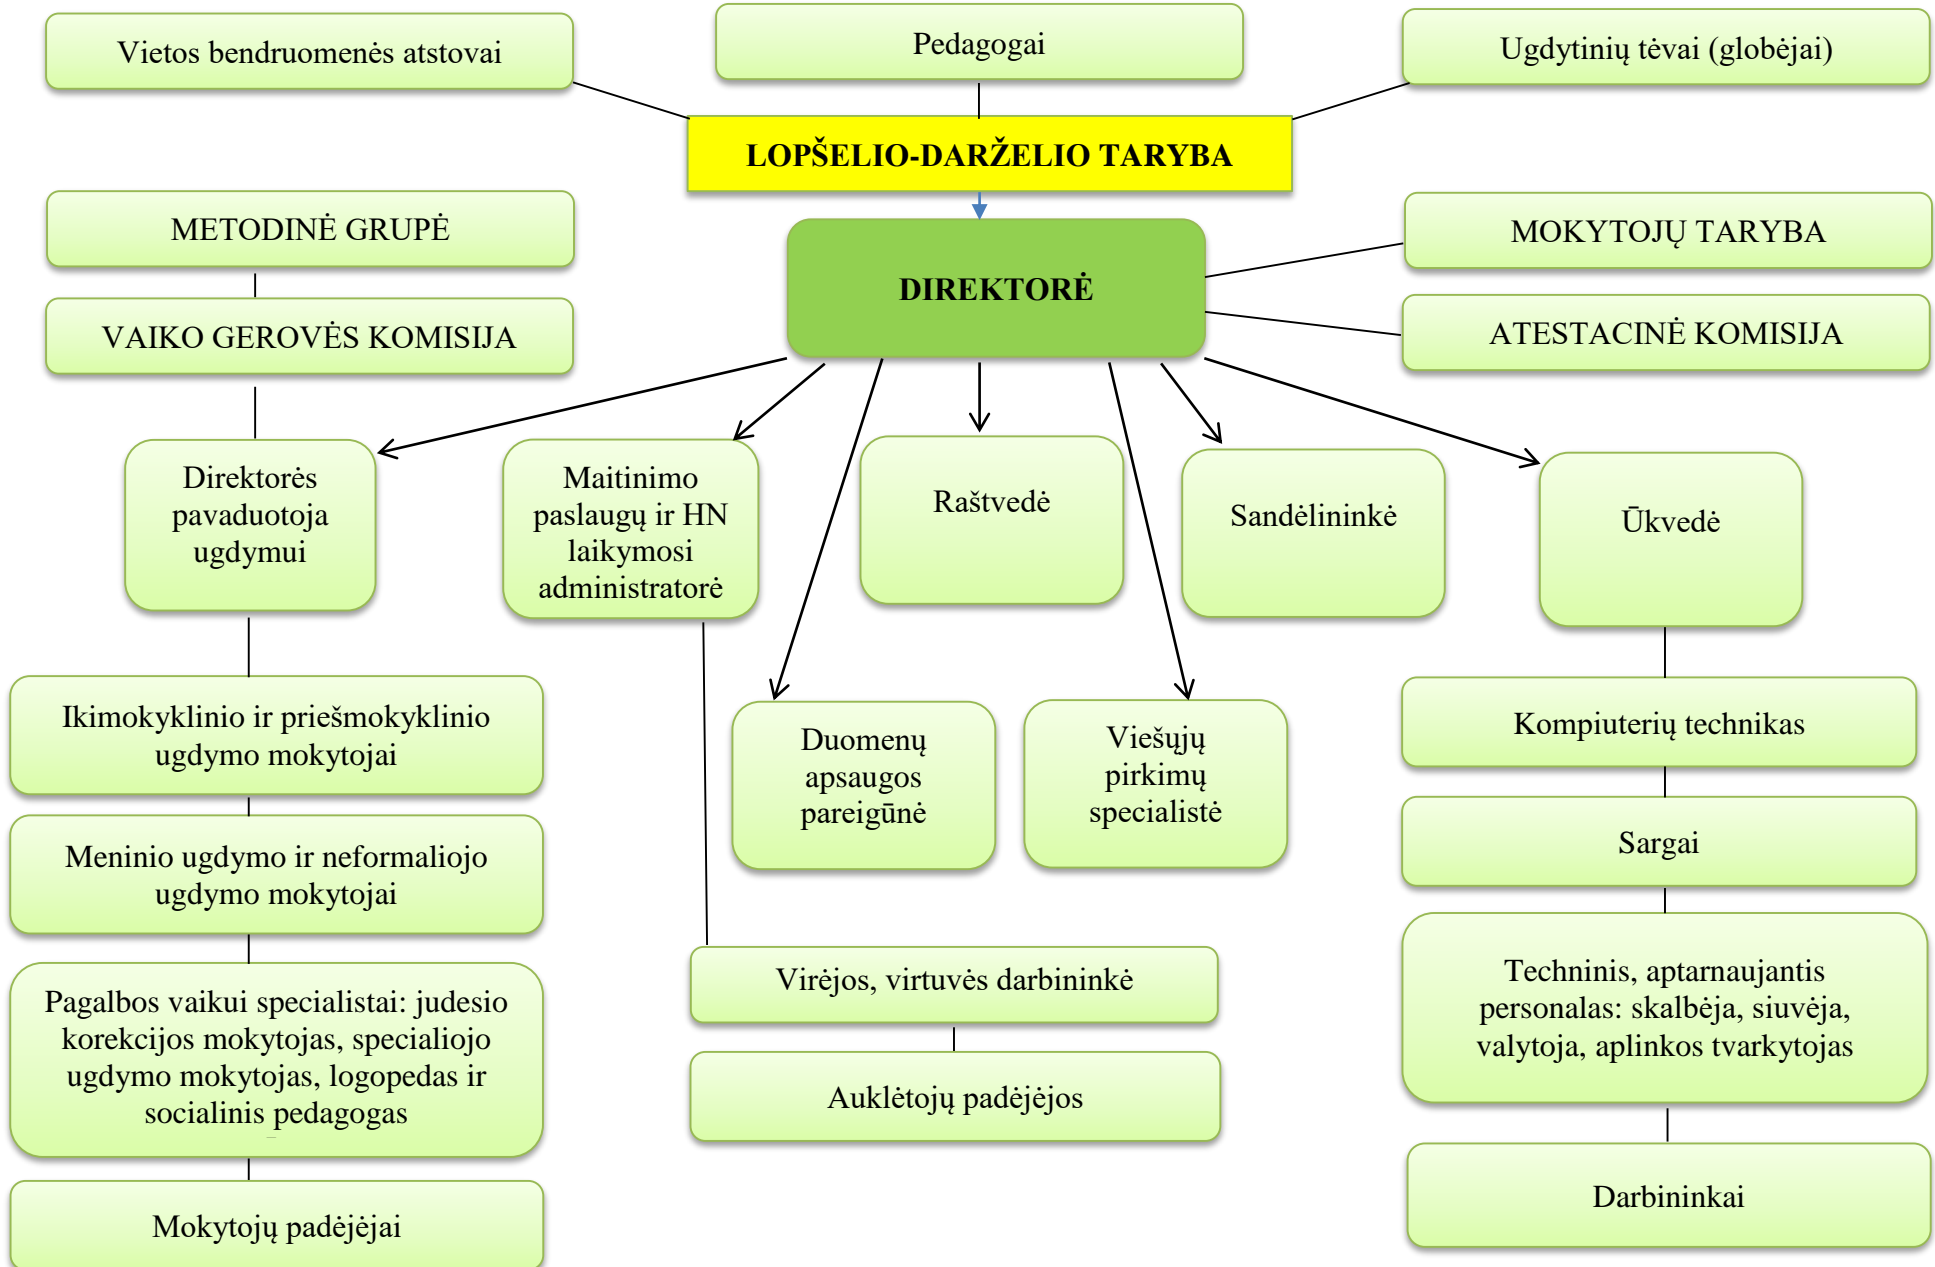 Vietos bendruomenės atstovai
Pedagogai
Ugdytinių tėvai (globėjai)
LOPŠELIO-DARŽELIO TARYBA
METODINĖ GRUPĖ
MOKYTOJŲ TARYBA
DIREKTORĖ
VAIKO GEROVĖS KOMISIJA
ATESTACINĖ KOMISIJA
Direktorės
pavaduotoja
ugdymui
Maitinimo
paslaugų ir HN
laikymosi
administratorė
Raštvedė
Sandėlininkė
Ūkvedė
Ikimokyklinio ir priešmokyklinio
ugdymo mokytojai
Duomenų
apsaugos
pareigūnė
Viešųjų
pirkimų
specialistė
Kompiuterių technikas
Meninio ugdymo ir neformaliojo
ugdymo mokytojai
Sargai
Pagalbos vaikui specialistai: judesio
korekcijos mokytojas, specialiojo
ugdymo mokytojas, logopedas ir
socialinis pedagogas
Virėjos, virtuvės darbininkė
Techninis, aptarnaujantis
personalas: skalbėja, siuvėja,
valytoja, aplinkos tvarkytojas
Auklėtojų padėjėjos
Mokytojų padėjėjai
Darbininkai